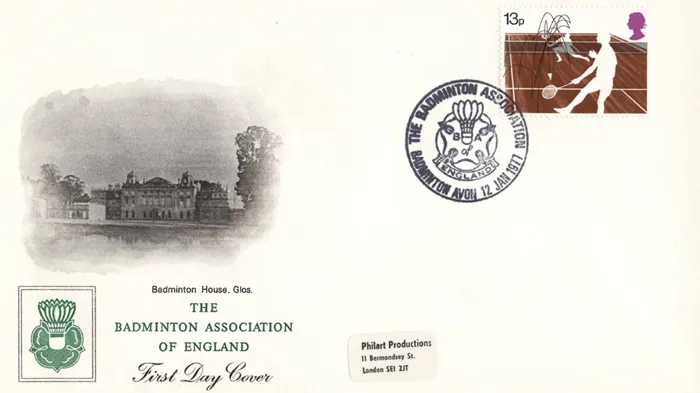 13p
THE BADMINTON ASSOCIATION
B A
of
ENGLAND
BADMINTON AVON 12 JAN 1977
Badminton House, Glos.
THE
BADMINTON ASSOCIATION
OF ENGLAND
First Day Cover
Philart Productions
11 Bermondsey St.
London SE1 2JT